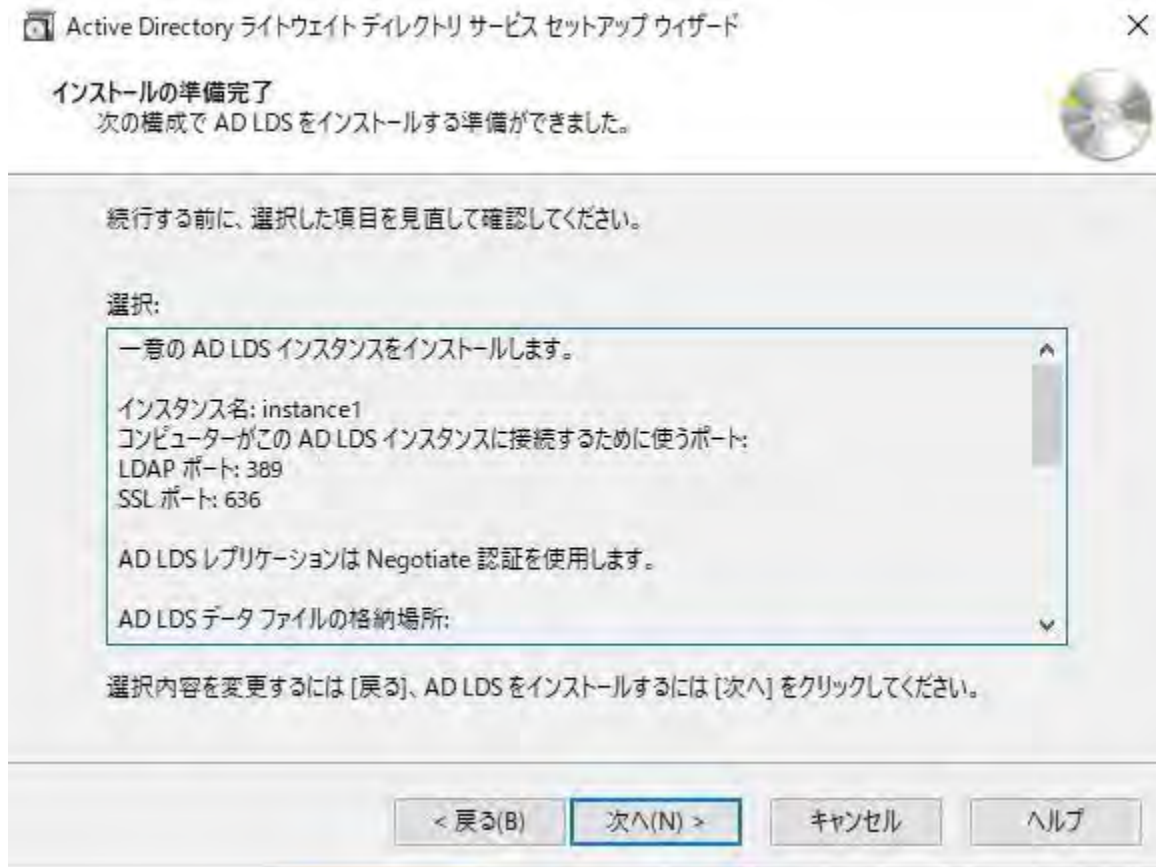 Active Directory ライトウェイト ディレクトリ サービス セットアップ ウィザード
インストールの準備完了
次の構成で AD LDS をインストールする準備ができました。
続行する前に、選択した項目を見直して確認してください。
選択:
一意の AD LDS インスタンスをインストールします。
インスタンス名: instance1
コンピューターがこの AD LDS インスタンスに接続するために使うポート:
LDAP ポート: 389
SSL ポート: 636
AD LDS レプリケーションは Negotiate 認証を使用します。
AD LDS データ ファイルの格納場所:
選択内容を変更するには [戻る]、AD LDS をインストールするには [次へ] をクリックしてください。
< 戻る(B) 次へ(N) > キャンセル ヘルプ